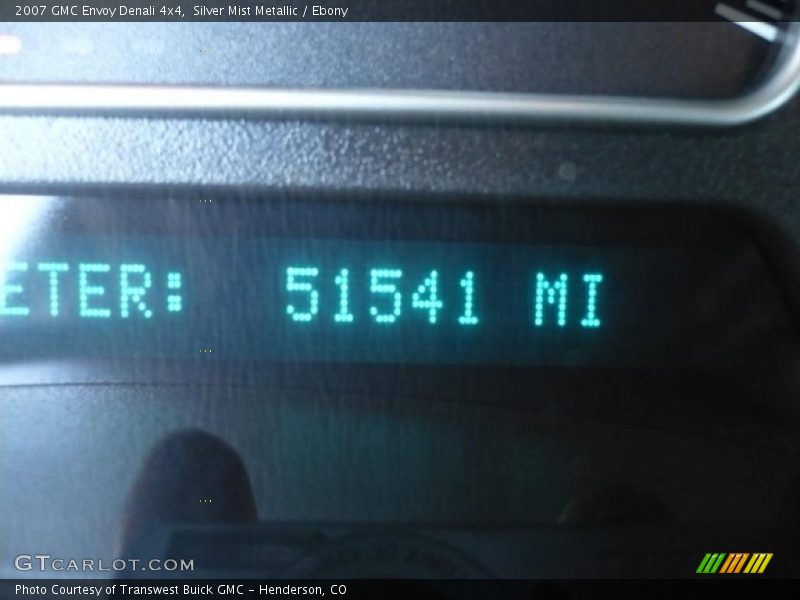 2007 GMC Envoy Denali 4x4, Silver Mist Metallic / Ebony
ETER: 51541 MI
GTCARLOT.COM
Photo Courtesy of Transwest Buick GMC - Henderson, CO